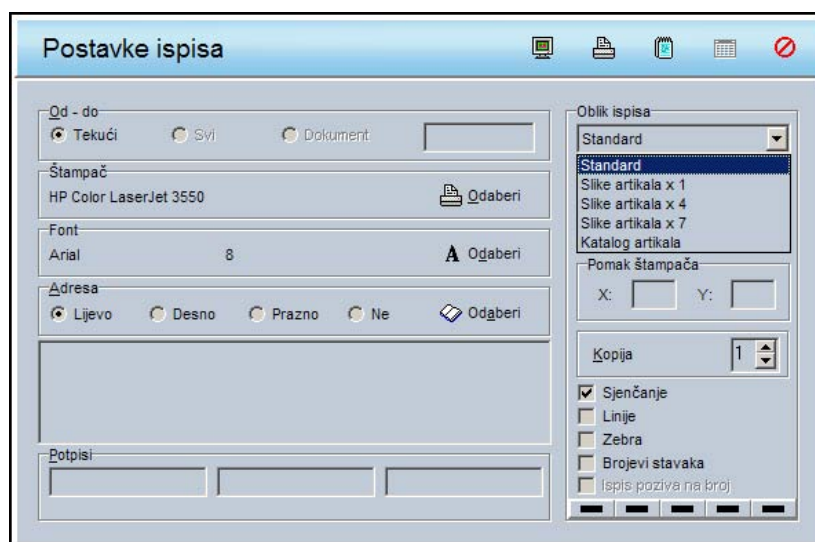 Postavke ispisa
Od - do
Tekući Svi Dokument
Štampač
HP Color LaserJet 3550 Odaberi
Font
Arial 8 A Odaberi
Adresa
Lijevo Desno Prazno Ne Odaberi
Potpisi
Oblik ispisa
Standard
Standard
Slike artikala x 1
Slike artikala x 4
Slike artikala x 7
Katalog artikala
Pomak štampača
X: Y:
Kopija 1
Sjenčanje
Linije
Zebra
Brojevi stavaka
Ispis poziva na broj